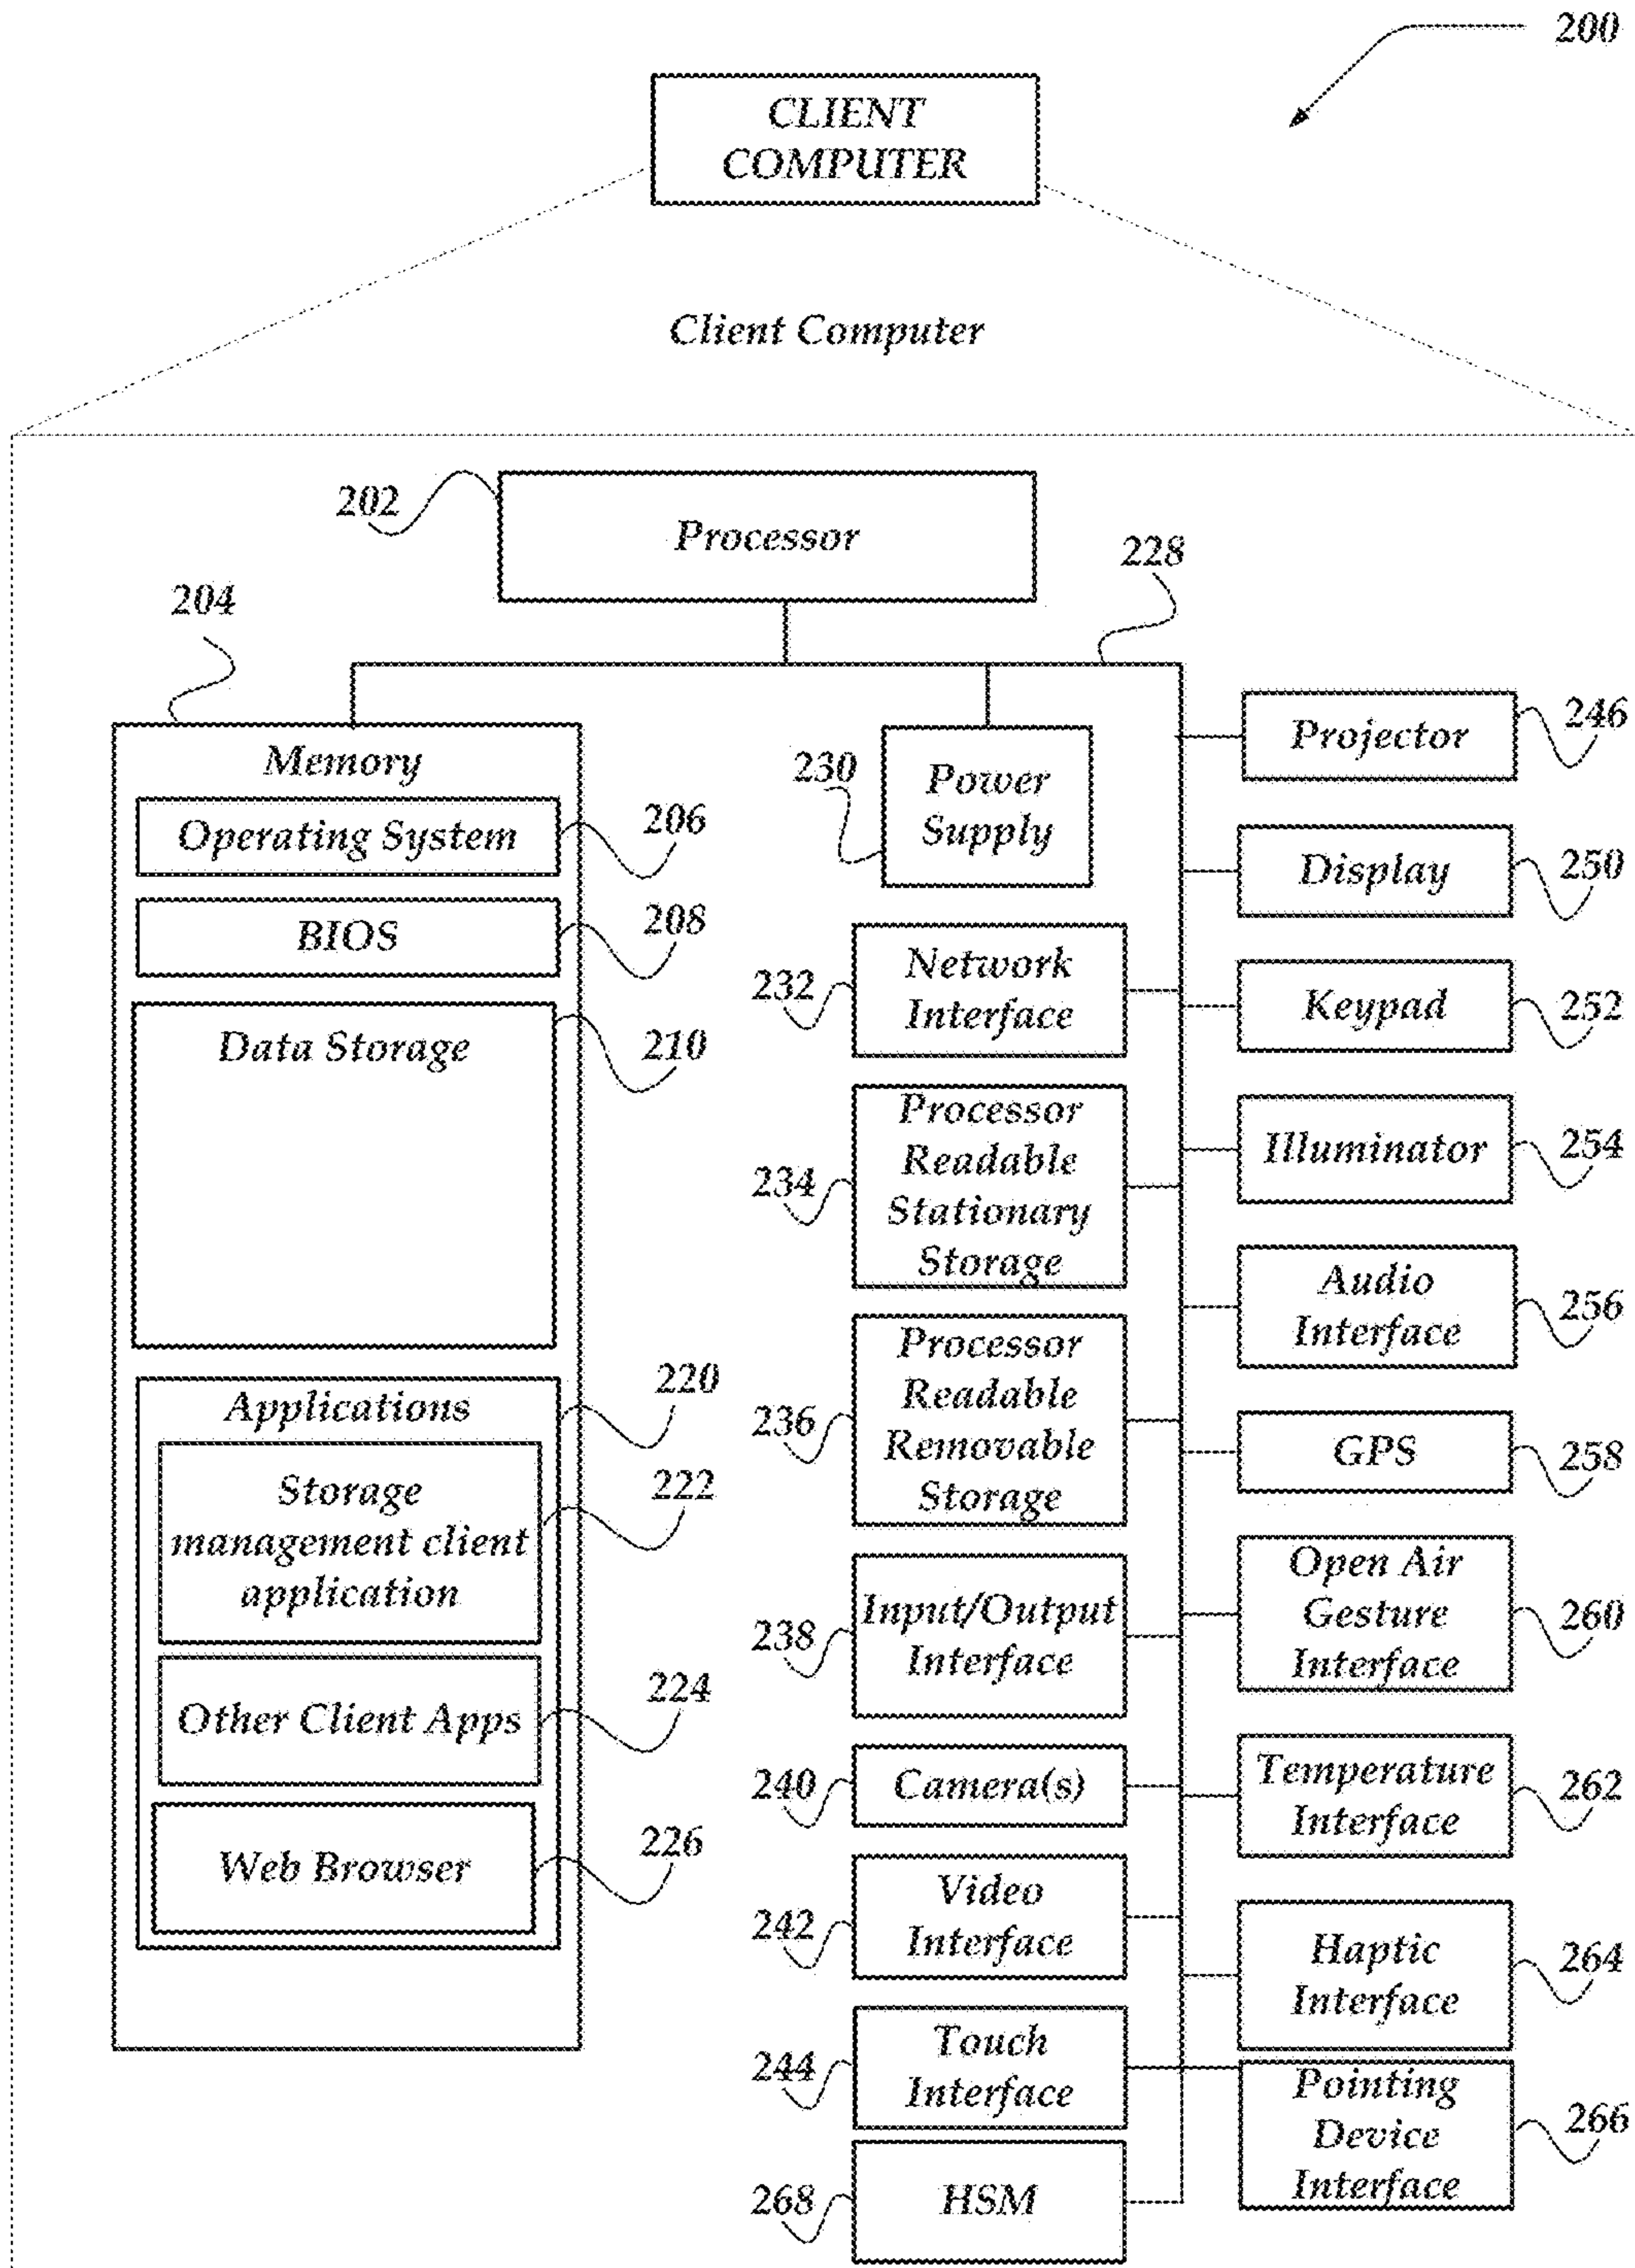 200
CLIENT
COMPUTER
Client Computer
202
Processor
228
204
Memory
Operating System
206
BIOS
208
Data Storage
210
Applications
220
Storage
management client
application
222
Other Client Apps
224
Web Browser
226
230
Power
Supply
232
Network
Interface
234
Processor
Readable
Stationary
Storage
236
Processor
Readable
Removable
Storage
238
Input/Output
Interface
240
Camera(s)
242
Video
Interface
244
Touch
Interface
268
HSM
Projector
246
Display
250
Keypad
252
Illuminator
254
Audio
Interface
256
GPS
258
Open Air
Gesture
Interface
260
Temperature
Interface
262
Haptic
Interface
264
Pointing
Device
Interface
266